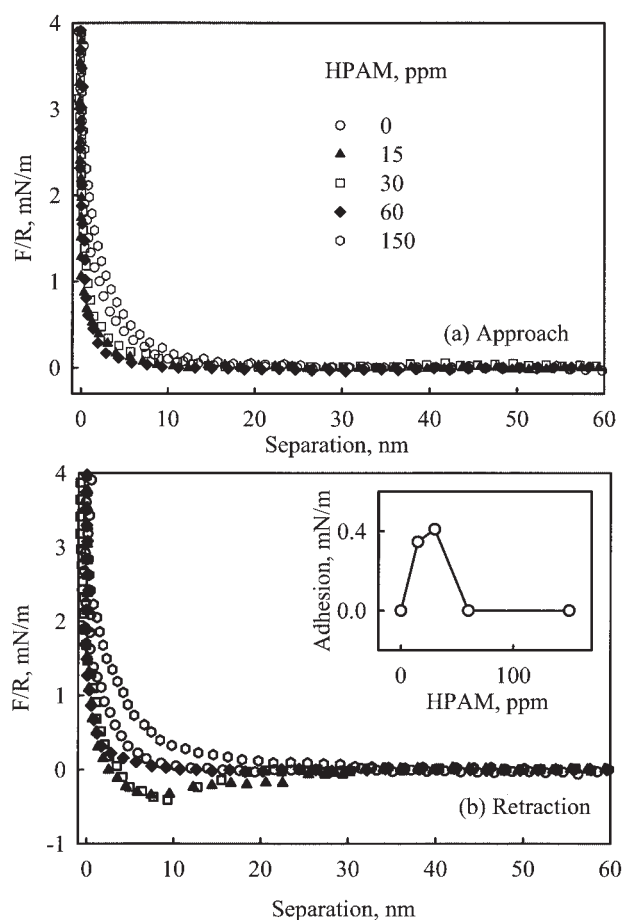 4
3
2
1
0
F/R, mN/m
HPAM, ppm
0
15
30
60
150
(a) Approach
0 10 20 30 40 50 60
Separation, nm
4
3
2
1
0
-1
F/R, mN/m
Adhesion, mN/m
0.4
0.0
0 100
HPAM, ppm
(b) Retraction
0 10 20 30 40 50 60
Separation, nm